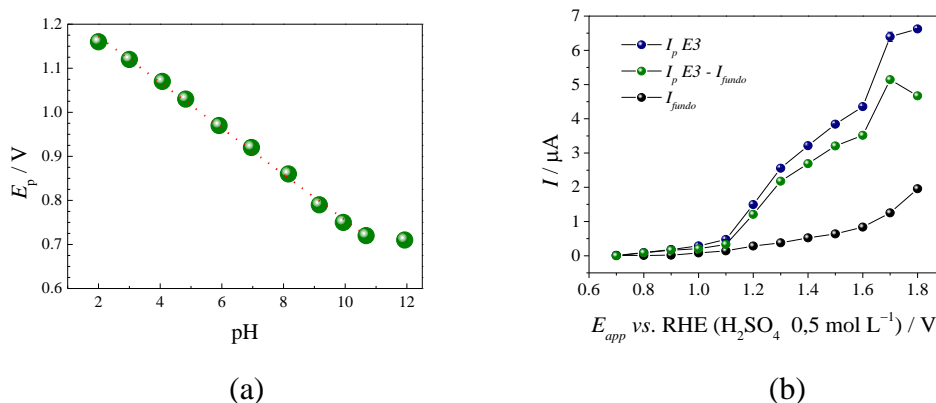 1.2
1.1
1.0
0.9
0.8
0.7
0.6
E_p / V
2 4 6 8 10 12
pH
(a)
7
6
5
4
3
2
1
0
I / µA
I_p E3
I_p E3 - I_fundo
I_fundo
0.6 0.8 1.0 1.2 1.4 1.6 1.8
E_app vs. RHE (H₂SO₄ 0,5 mol L⁻¹) / V
(b)